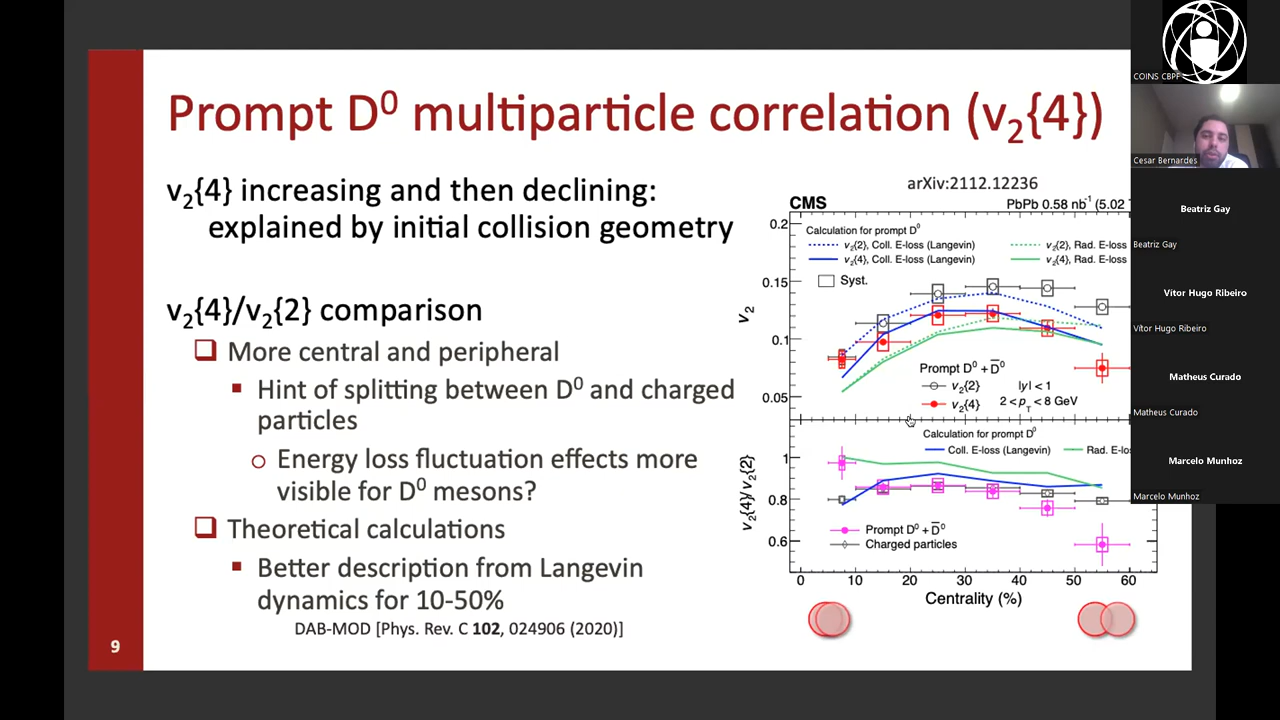 Prompt D⁰ multiparticle correlation (v₂{4})
v₂{4} increasing and then declining:
explained by initial collision geometry
v₂{4}/v₂{2} comparison
❑ More central and peripheral
▪ Hint of splitting between D⁰ and charged
particles
○ Energy loss fluctuation effects more
visible for D⁰ mesons?
❑ Theoretical calculations
▪ Better description from Langevin
dynamics for 10-50%
DAB-MOD [Phys. Rev. C 102, 024906 (2020)]
9
arXiv:2112.12236
CMS PbPb 0.58 nb⁻¹ (5.02
Calculation for prompt D⁰
v₂{2}, Coll. E-loss (Langevin) v₂{2}, Rad. E-loss
v₂{4}, Coll. E-loss (Langevin) v₂{4}, Rad. E-loss
Syst.
0.2
0.15
0.1
0.05
v₂
Prompt D⁰ + D̅⁰
v₂{2} |y| < 1
v₂{4} 2 < p_T < 8 GeV
Calculation for prompt D⁰
Coll. E-loss (Langevin) Rad. E-lo
1
0.8
0.6
v₂{4}/v₂{2}
Prompt D⁰ + D̅⁰
Charged particles
0 10 20 30 40 50 60
Centrality (%)
COINS CBPF
Cesar Bernardes
Beatriz Gay
Beatriz Gay
Vítor Hugo Ribeiro
Vítor Hugo Ribeiro
Matheus Curado
Matheus Curado
Marcelo Munhoz
Marcelo Munhoz